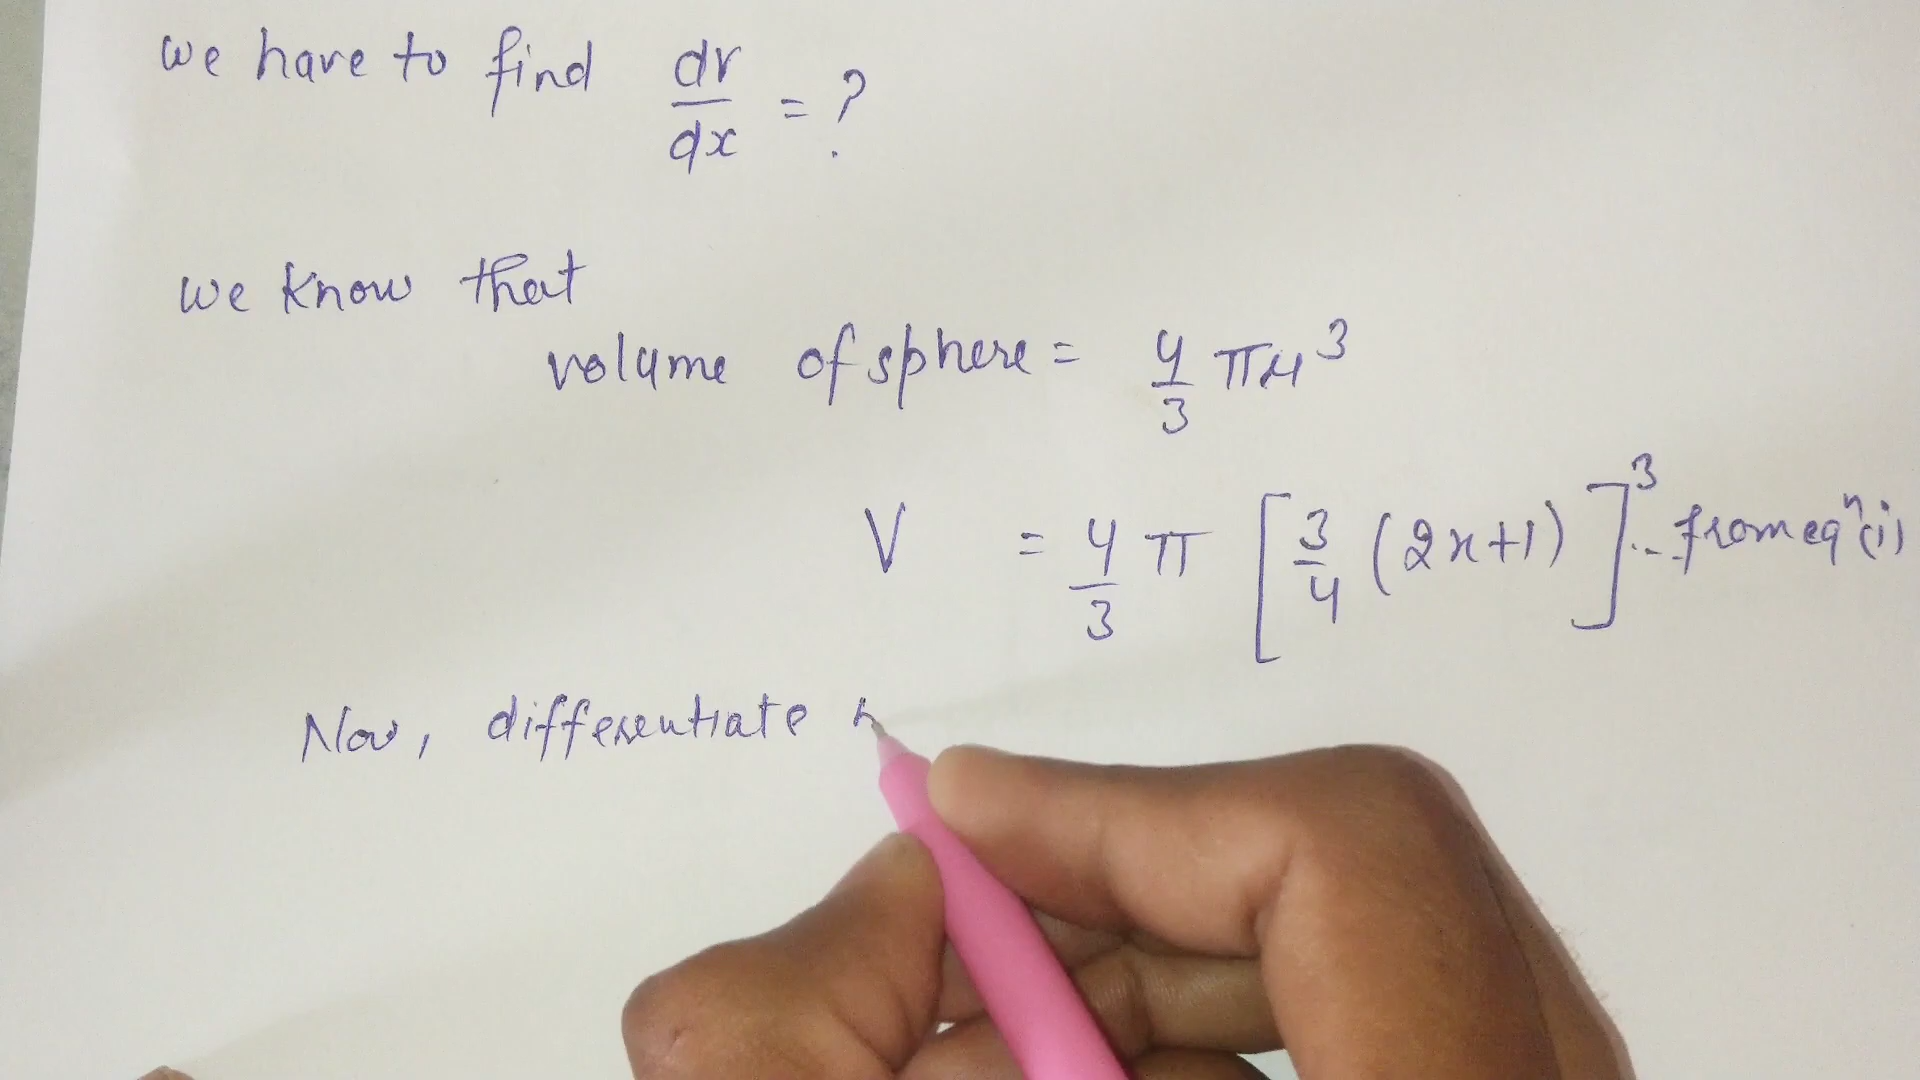 we have to find dv/dx = ?
we know that
volume of sphere = 4/3 πr³
V = 4/3 π [3/4 (2x+1)]³ ... from eqⁿ(i)
Now, differentiate